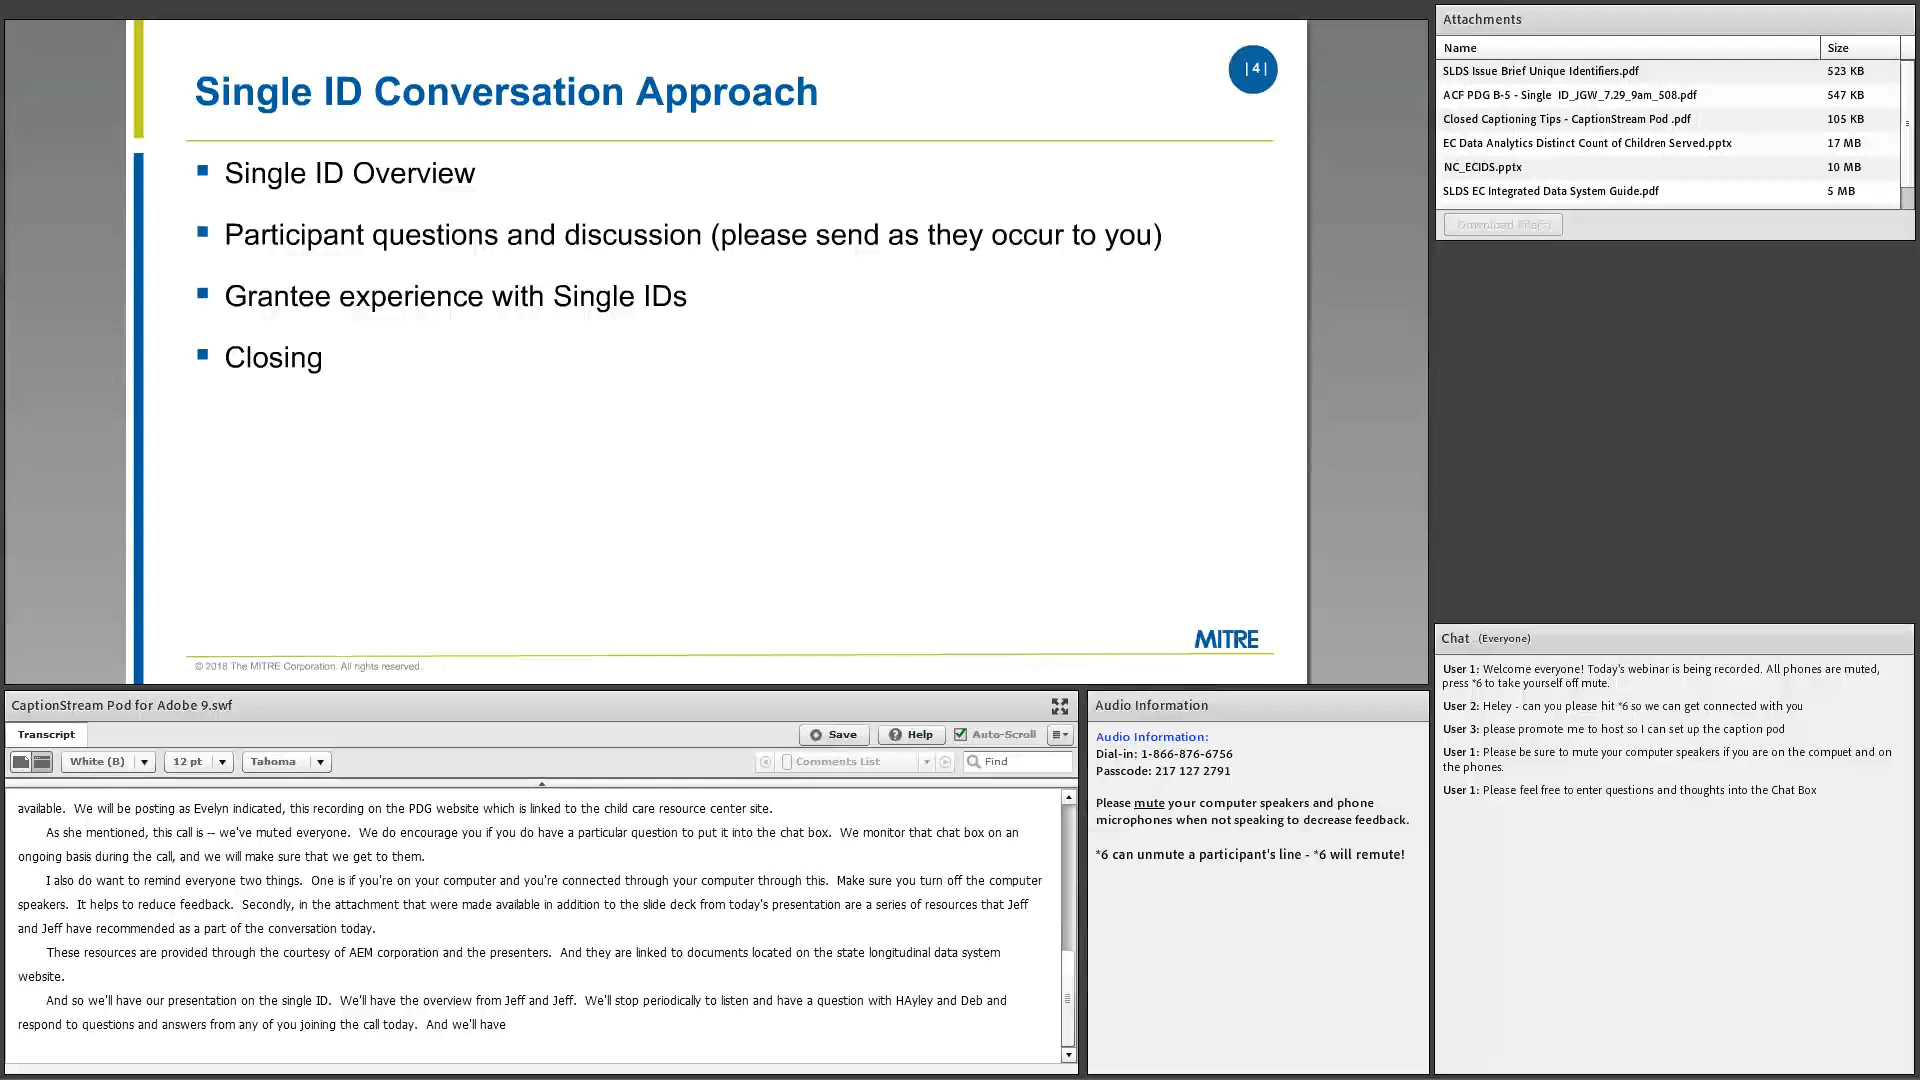 Single ID Conversation Approach
|4|
Single ID Overview
Participant questions and discussion (please send as they occur to you)
Grantee experience with Single IDs
Closing
MITRE
© 2018 The MITRE Corporation. All rights reserved.
Attachments
Name Size
SLDS Issue Brief Unique Identifiers.pdf 523 KB
ACF PDG B-5 - Single ID_JGW_7.29_9am_508.pdf 547 KB
Closed Captioning Tips - CaptionStream Pod .pdf 105 KB
EC Data Analytics Distinct Count of Children Served.pptx 17 MB
NC_ECIDS.pptx 10 MB
SLDS EC Integrated Data System Guide.pdf 5 MB
Download File(s)
CaptionStream Pod for Adobe 9.swf
Transcript Save Help Auto-Scroll
White (B) 12 pt Tahoma Comments List Find
available. We will be posting as Evelyn indicated, this recording on the PDG website which is linked to the child care resource center site.
As she mentioned, this call is -- we've muted everyone. We do encourage you if you do have a particular question to put it into the chat box. We monitor that chat box on an
ongoing basis during the call, and we will make sure that we get to them.
I also do want to remind everyone two things. One is if you're on your computer and you're connected through your computer through this. Make sure you turn off the computer
speakers. It helps to reduce feedback. Secondly, in the attachment that were made available in addition to the slide deck from today's presentation are a series of resources that Jeff
and Jeff have recommended as a part of the conversation today.
These resources are provided through the courtesy of AEM corporation and the presenters. And they are linked to documents located on the state longitudinal data system
website.
And so we'll have our presentation on the single ID. We'll have the overview from Jeff and Jeff. We'll stop periodically to listen and have a question with HAyley and Deb and
respond to questions and answers from any of you joining the call today. And we'll have
Audio Information
Audio Information:
Dial-in: 1-866-876-6756
Passcode: 217 127 2791
Please mute your computer speakers and phone
microphones when not speaking to decrease feedback.
*6 can unmute a participant's line - *6 will remute!
Chat (Everyone)
User 1: Welcome everyone! Today's webinar is being recorded. All phones are muted,
press *6 to take yourself off mute.
User 2: Heley - can you please hit *6 so we can get connected with you
User 3: please promote me to host so I can set up the caption pod
User 1: Please be sure to mute your computer speakers if you are on the compuet and on
the phones.
User 1: Please feel free to enter questions and thoughts into the Chat Box